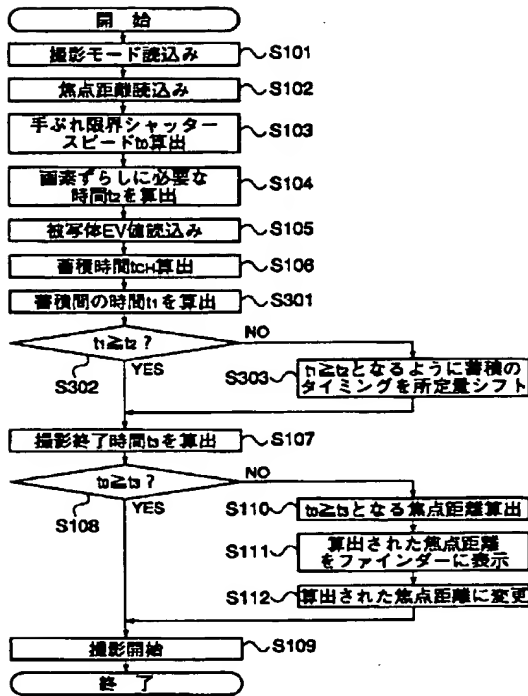 開 始
撮影モード読込み
S101
焦点距離読込み
S102
手ぶれ限界シャッター
スピードt0算出
S103
画素ずらしに必要な
時間t2を算出
S104
被写体EV値読込み
S105
蓄積時間tCH算出
S106
蓄積間の時間t1を算出
S301
t1≧t2?
NO
S302
YES
t1≧t2となるように蓄積の
タイミングを所定量シフト
S303
撮影終了時間t3を算出
S107
t0≧t3?
NO
S108
YES
S110
t0≧t3となる焦点距離算出
S111
算出された焦点距離
をファインダーに表示
S112
算出された焦点距離に変更
撮影開始
S109
終 了